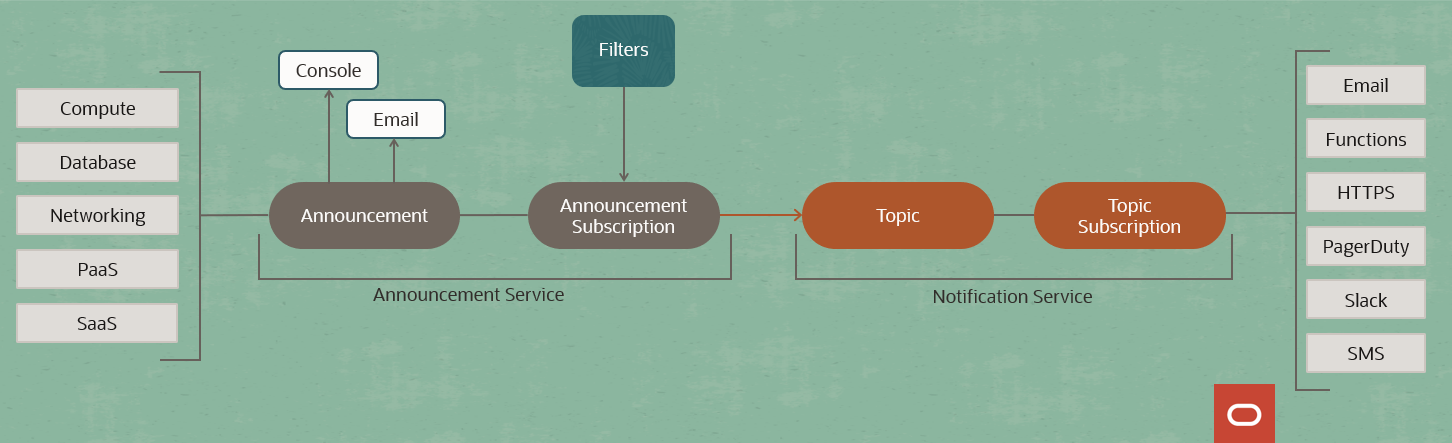 Compute
Database
Networking
PaaS
SaaS
Console
Email
Announcement
Filters
Announcement
Subscription
Announcement Service
Topic
Topic
Subscription
Notification Service
Email
Functions
HTTPS
PagerDuty
Slack
SMS